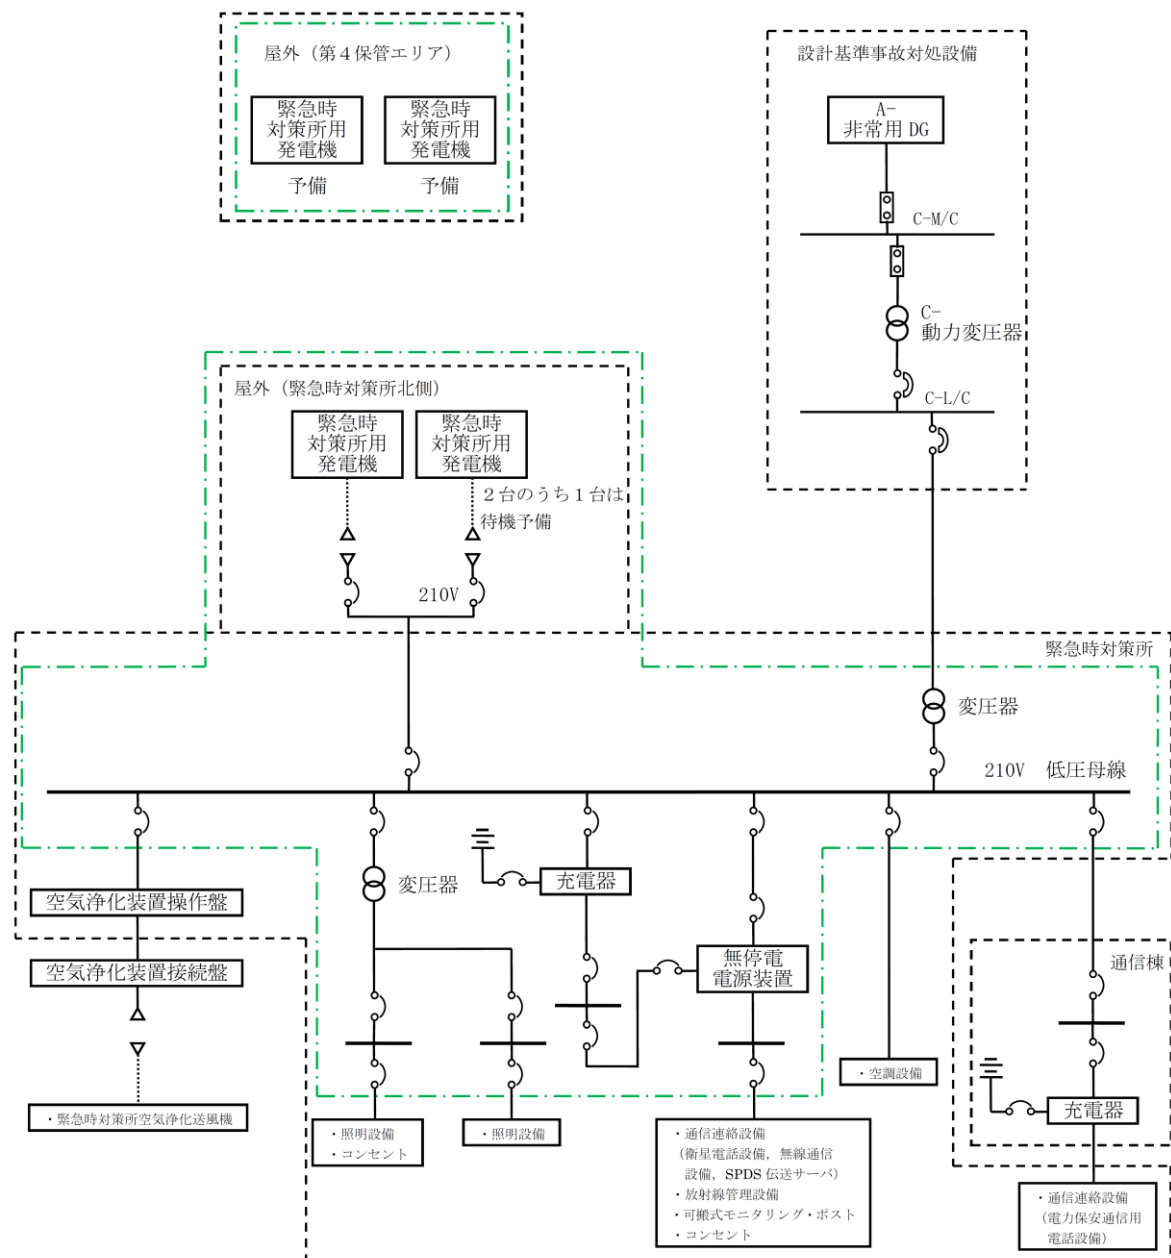 屋外（第４保管エリア）
緊急時
対策所用
発電機
予備
緊急時
対策所用
発電機
予備
設計基準事故対処設備
A-
非常用 DG
C-M/C
C-
動力変圧器
C-L/C
屋外（緊急時対策所北側）
緊急時
対策所用
発電機
緊急時
対策所用
発電機
２台のうち１台は
待機予備
210V
緊急時対策所
変圧器
210V 低圧母線
変圧器
充電器
空気浄化装置操作盤
空気浄化装置接続盤
無停電
電源装置
通信棟
・空調設備
充電器
・緊急時対策所空気浄化送風機
・照明設備
・コンセント
・照明設備
・通信連絡設備
（衛星電話設備，無線通信
設備，SPDS 伝送サーバ）
・放射線管理設備
・可搬式モニタリング・ポスト
・コンセント
・通信連絡設備
（電力保安通信用
電話設備）